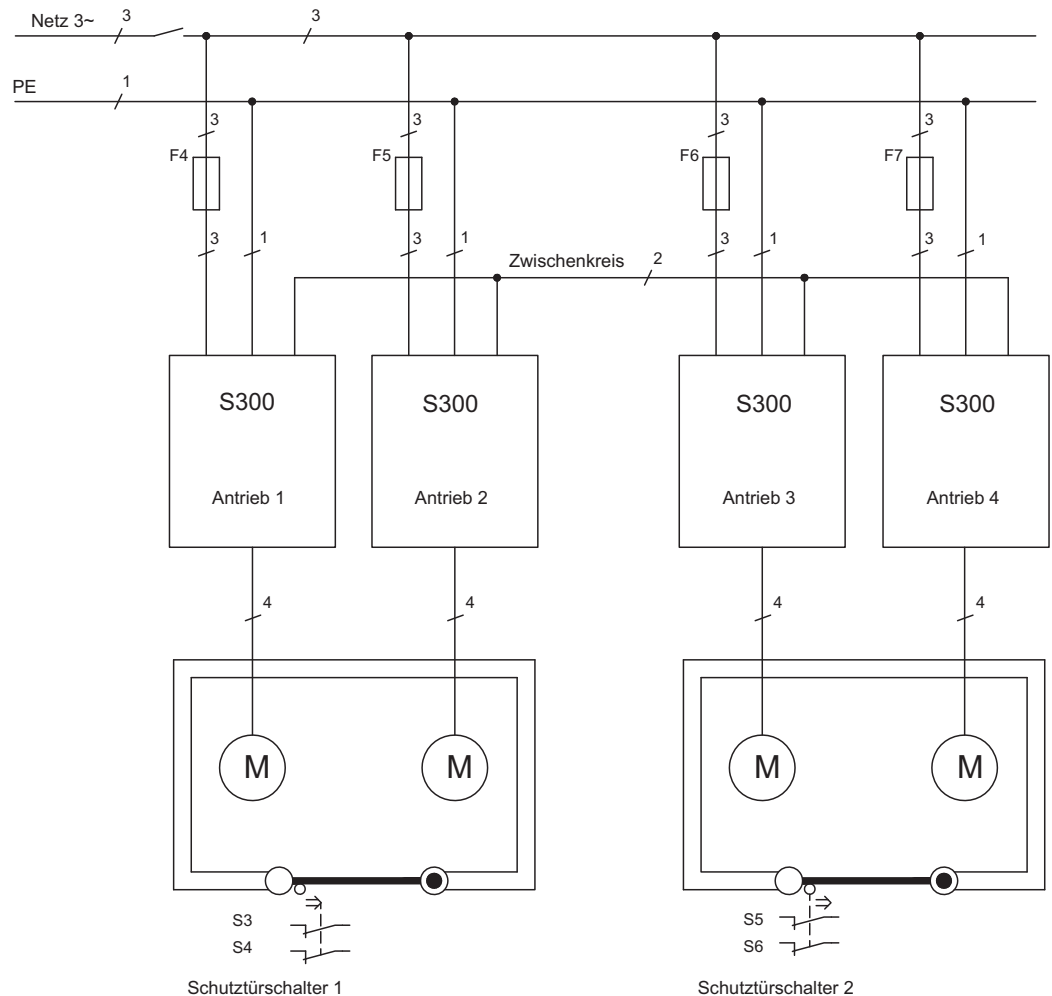 Netz 3~ 3 3
PE 1
3 3 3 3
F4 F5 F6 F7
3 1 3 1 3 1 3 1
Zwischenkreis 2
S300 S300 S300 S300
Antrieb 1 Antrieb 2 Antrieb 3 Antrieb 4
4 4 4 4
M M M M
S3 S5
S4 S6
Schutztürschalter 1 Schutztürschalter 2